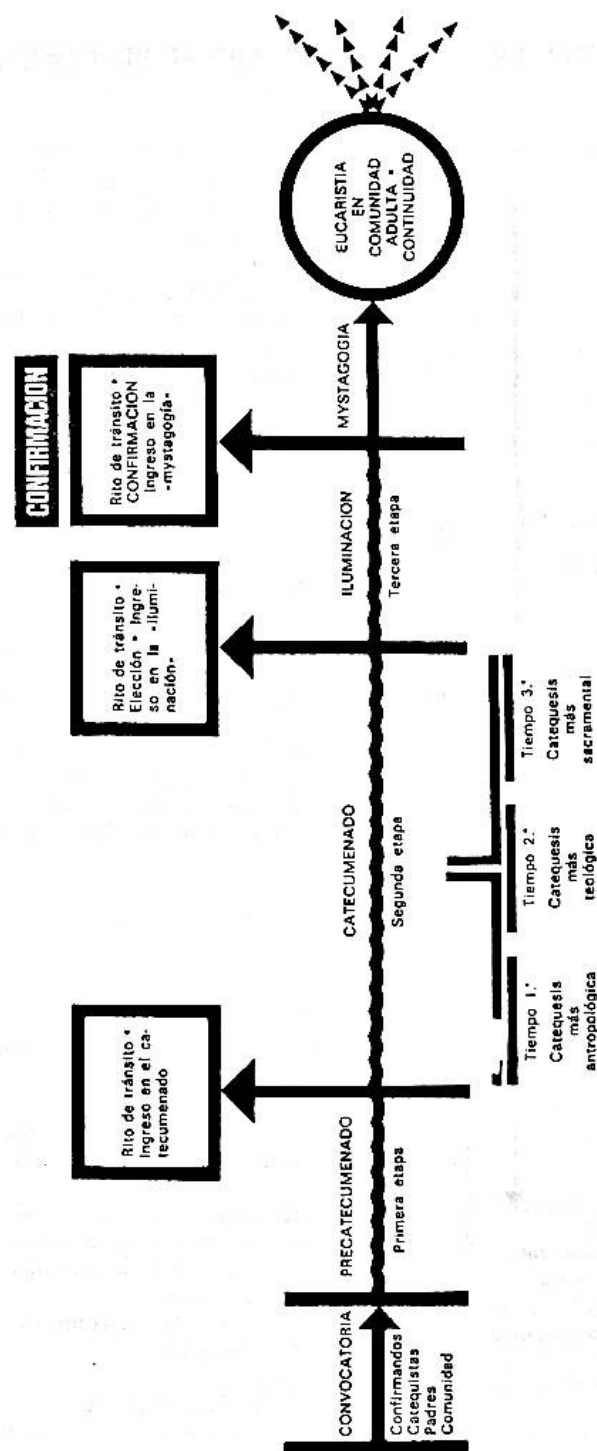 CONFIRMACION
Rito de tránsito •
Ingreso en el ca-
tecumenado
Rito de tránsito •
Elección • Ingre-
so en la «Ilumi-
nación»
Rito de tránsito •
CONFIRMACION
Ingreso en la
«mystagogía»
CONVOCATORIA
Confirmandos
Catequistas
Padres
Comunidad
PRECATECUMENADO
Primera etapa
CATECUMENADO
Segunda etapa
ILUMINACION
Tercera etapa
MYSTAGOGIA
EUCARISTIA
EN
COMUNIDAD
ADULTA •
CONTINUIDAD
Tiempo 1.°
Catequesis
más
antropológica
Tiempo 2.°
Catequesis
más
teológica
Tiempo 3.°
Catequesis
más
sacramental